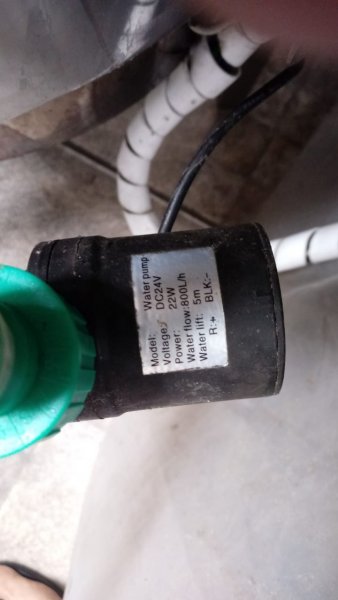 Model: Water pump
Voltage: DC24V
Power: 22W
Water flow:800L/h
Water lift: 5m
R:+ BLK:-